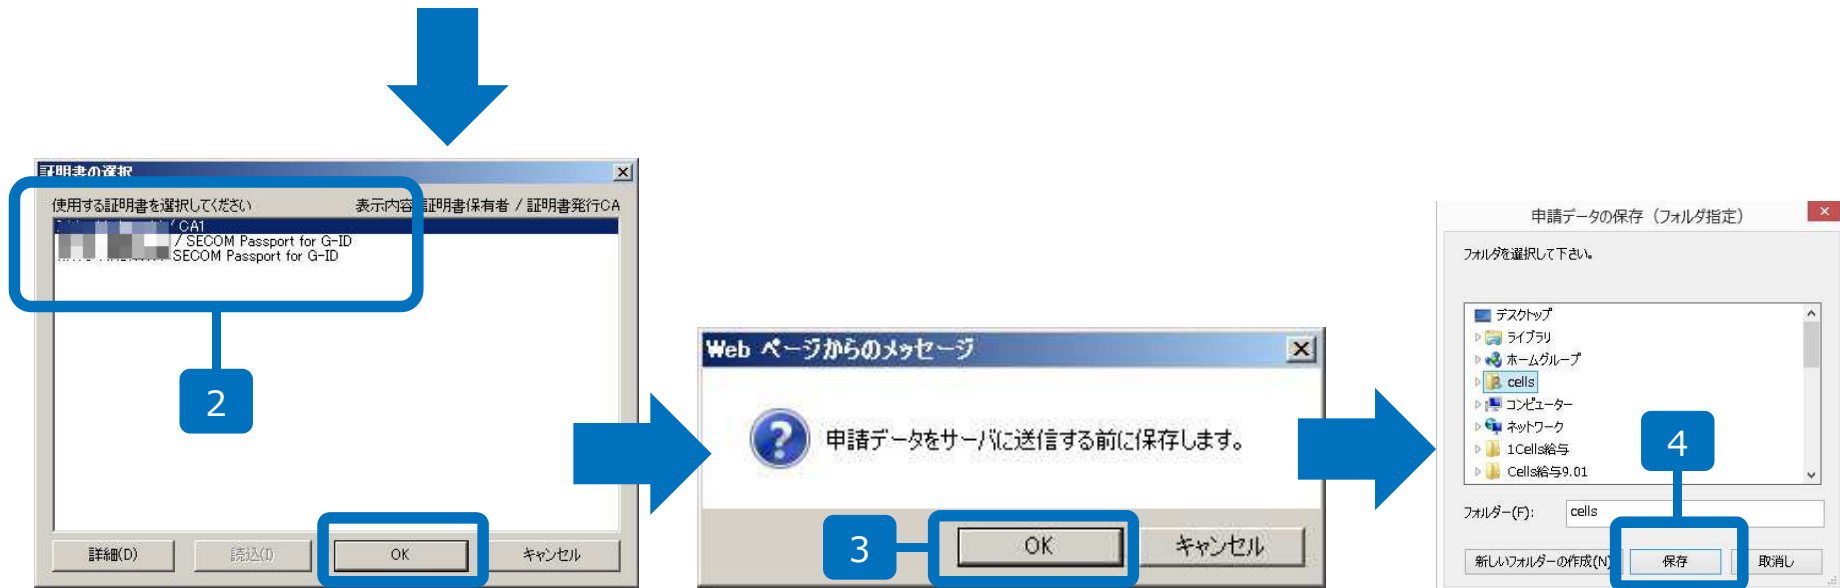 証明書の選択
使用する証明書を選択してください 表示内容:証明書保有者 / 証明書発行CA
/ CA1
/ SECOM Passport for G-ID
SECOM Passport for G-ID
2
詳細(D) 読込(I) OK キャンセル
Web ページからのメッセージ
申請データをサーバに送信する前に保存します。
3
OK キャンセル
申請データの保存（フォルダ指定）
フォルダを選択して下さい。
デスクトップ
ライブラリ
ホームグループ
cells
コンピューター
ネットワーク
1Cells給与
Cells給与9.01
4
フォルダー(F): cells
新しいフォルダーの作成(N) 保存 取消し